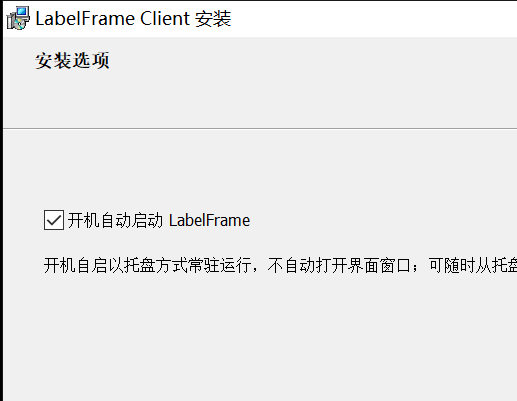 LabelFrame Client 安装
安装选项
开机自动启动 LabelFrame
开机自启以托盘方式常驻运行，不自动打开界面窗口；可随时从托盘